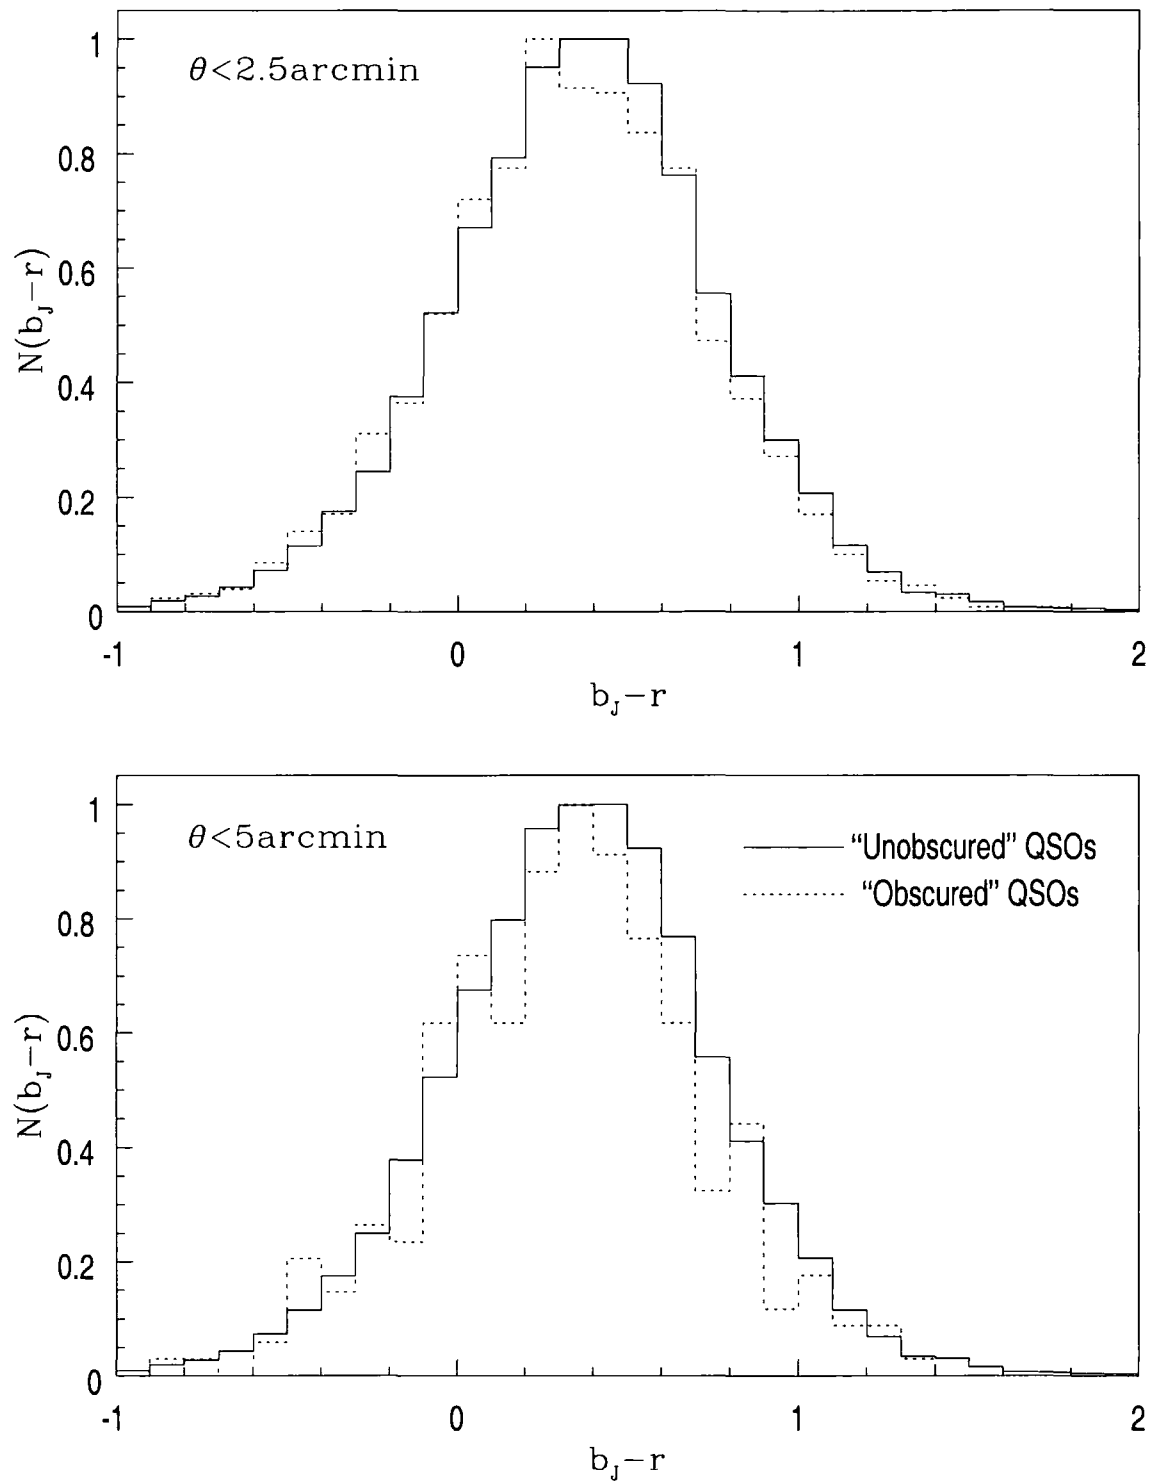 θ<2.5arcmin
1
0.8
0.6
0.4
0.2
0
N(b_J−r)
-1 0 1 2
b_J−r
θ<5arcmin
“Unobscured” QSOs
“Obscured” QSOs
1
0.8
0.6
0.4
0.2
0
N(b_J−r)
-1 0 1 2
b_J−r